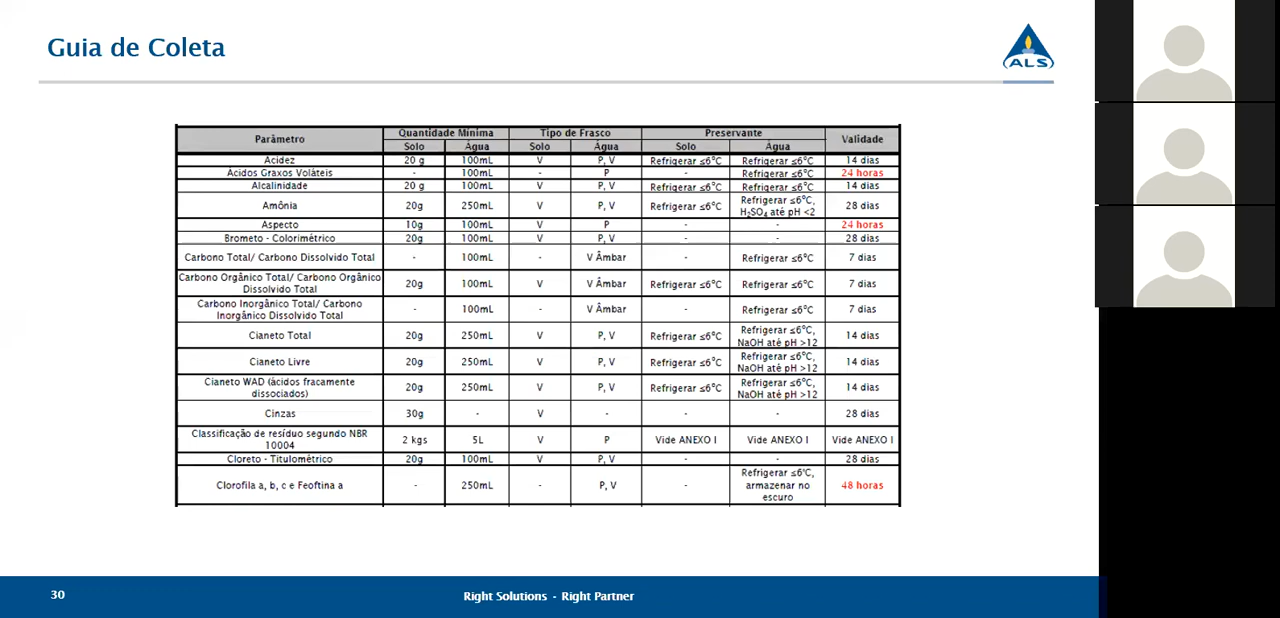 Guia de Coleta
ALS
Parâmetro Quantidade Mínima Tipo de Frasco Preservante Validade
Solo Água Solo Água Solo Água
Acidez 20 g 100mL V P, V Refrigerar ≤6°C Refrigerar ≤6°C 14 dias
Ácidos Graxos Voláteis - 100mL - P - Refrigerar ≤6°C 24 horas
Alcalinidade 20 g 100mL V P, V Refrigerar ≤6°C Refrigerar ≤6°C 14 dias
Amônia 20g 250mL V P, V Refrigerar ≤6°C Refrigerar ≤6°C, H₂SO₄ até pH <2 28 dias
Aspecto 10g 100mL V P - - 24 horas
Brometo - Colorimétrico 20g 100mL V P, V - - 28 dias
Carbono Total/ Carbono Dissolvido Total - 100mL - V Âmbar - Refrigerar ≤6°C 7 dias
Carbono Orgânico Total/ Carbono Orgânico Dissolvido Total 20g 100mL V V Âmbar Refrigerar ≤6°C Refrigerar ≤6°C 7 dias
Carbono Inorgânico Total/ Carbono Inorgânico Dissolvido Total - 100mL - V Âmbar - Refrigerar ≤6°C 7 dias
Cianeto Total 20g 250mL V P, V Refrigerar ≤6°C Refrigerar ≤6°C, NaOH até pH >12 14 dias
Cianeto Livre 20g 250mL V P, V Refrigerar ≤6°C Refrigerar ≤6°C, NaOH até pH >12 14 dias
Cianeto WAD (ácidos fracamente dissociados) 20g 250mL V P, V Refrigerar ≤6°C Refrigerar ≤6°C, NaOH até pH >12 14 dias
Cinzas 30g - V - - - 28 dias
Classificação de resíduo segundo NBR 10004 2 kgs 5L V P Vide ANEXO I Vide ANEXO I Vide ANEXO I
Cloreto - Titulométrico 20g 100mL V P, V - - 28 dias
Clorofila a, b, c e Feoftina a - 250mL - P, V - Refrigerar ≤6°C, armazenar no escuro 48 horas
30
Right Solutions - Right Partner